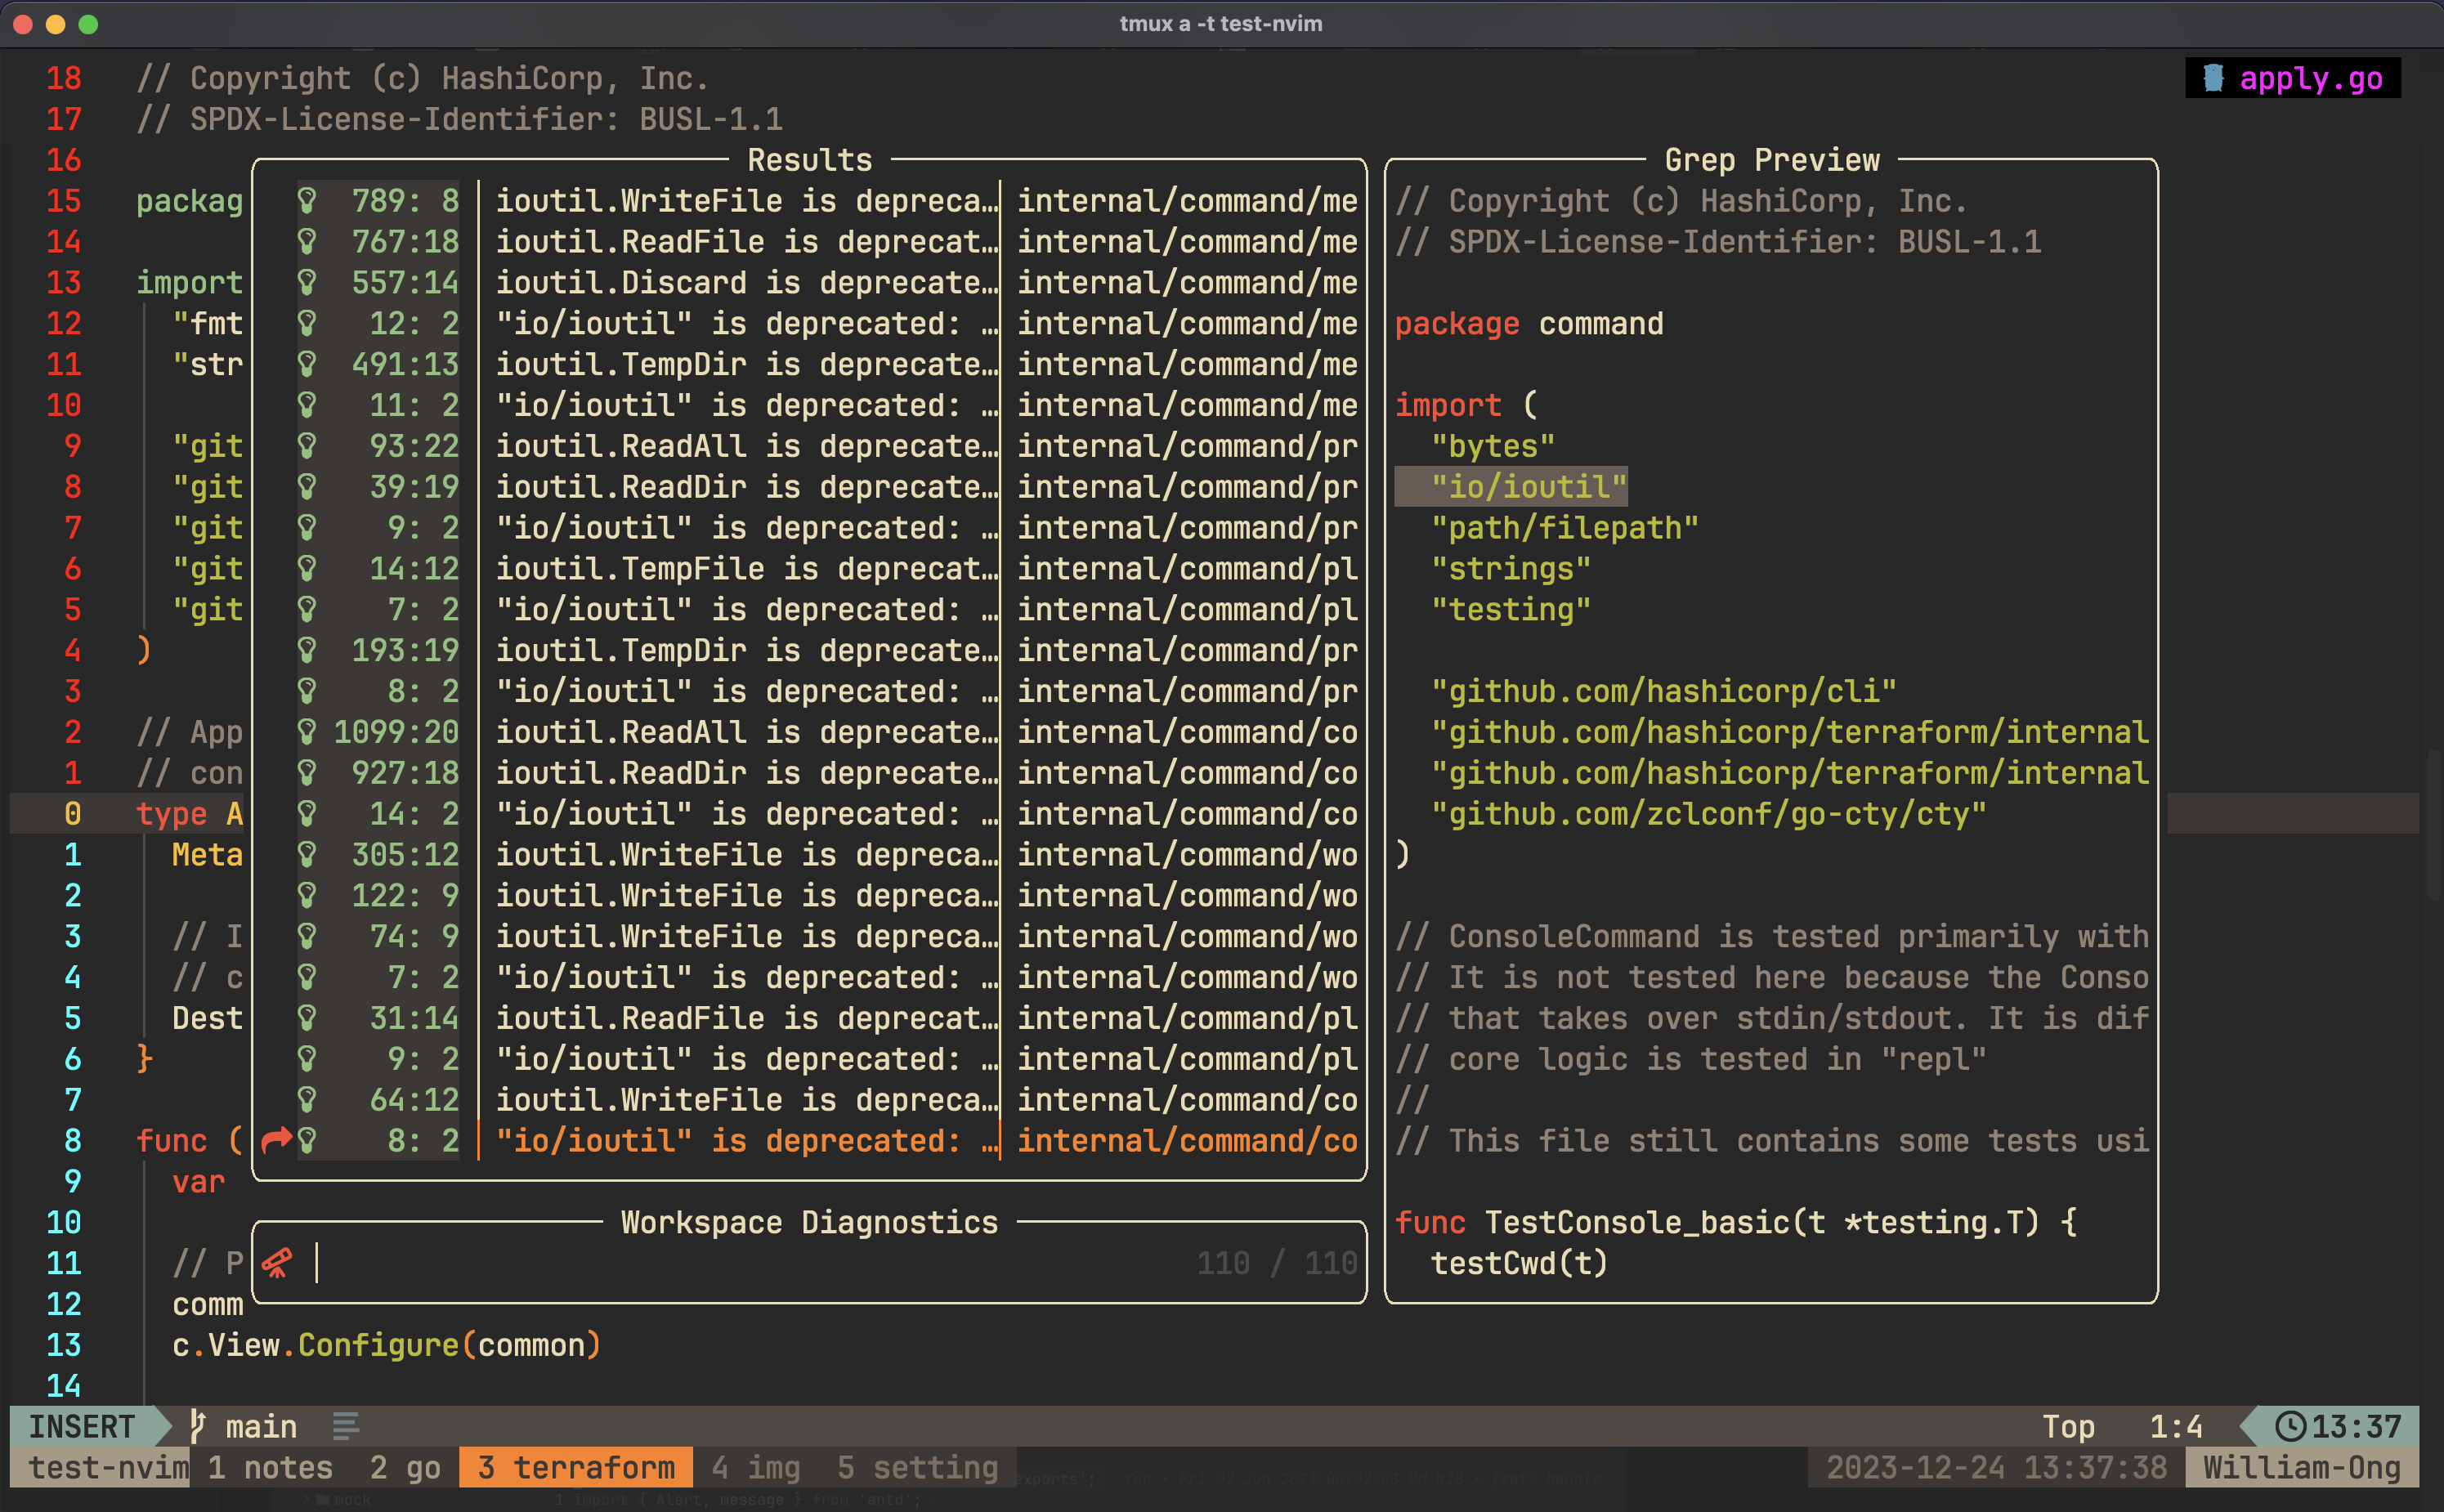 tmux a -t test-nvim
18 // Copyright (c) HashiCorp, Inc.
apply.go
17 // SPDX-License-Identifier: BUSL-1.1
16
15 packag
14
13 import
12 "fmt
11 "str
10
9 "git
8 "git
7 "git
6 "git
5 "git
4 )
3
2 // App
1 // con
0 type A
1 Meta
2
3 // I
4 // c
5 Dest
6 }
7
8 func (
9 var
10
11 // P
12 comm
13 c.View.Configure(common)
14
Results
789: 8 ioutil.WriteFile is depreca… internal/command/me
767:18 ioutil.ReadFile is deprecat… internal/command/me
557:14 ioutil.Discard is deprecate… internal/command/me
12: 2 "io/ioutil" is deprecated: … internal/command/me
491:13 ioutil.TempDir is deprecate… internal/command/me
11: 2 "io/ioutil" is deprecated: … internal/command/me
93:22 ioutil.ReadAll is deprecate… internal/command/pr
39:19 ioutil.ReadDir is deprecate… internal/command/pr
9: 2 "io/ioutil" is deprecated: … internal/command/pr
14:12 ioutil.TempFile is deprecat… internal/command/pl
7: 2 "io/ioutil" is deprecated: … internal/command/pl
193:19 ioutil.TempDir is deprecate… internal/command/pr
8: 2 "io/ioutil" is deprecated: … internal/command/pr
1099:20 ioutil.ReadAll is deprecate… internal/command/co
927:18 ioutil.ReadDir is deprecate… internal/command/co
14: 2 "io/ioutil" is deprecated: … internal/command/co
305:12 ioutil.WriteFile is depreca… internal/command/wo
122: 9 ioutil.WriteFile is depreca… internal/command/wo
74: 9 ioutil.WriteFile is depreca… internal/command/wo
7: 2 "io/ioutil" is deprecated: … internal/command/wo
31:14 ioutil.ReadFile is deprecat… internal/command/pl
9: 2 "io/ioutil" is deprecated: … internal/command/pl
64:12 ioutil.WriteFile is depreca… internal/command/co
8: 2 "io/ioutil" is deprecated: … internal/command/co
Workspace Diagnostics
110 / 110
Grep Preview
// Copyright (c) HashiCorp, Inc.
// SPDX-License-Identifier: BUSL-1.1
package command
import (
"bytes"
"io/ioutil"
"path/filepath"
"strings"
"testing"
"github.com/hashicorp/cli"
"github.com/hashicorp/terraform/internal
"github.com/hashicorp/terraform/internal
"github.com/zclconf/go-cty/cty"
)
// ConsoleCommand is tested primarily with
// It is not tested here because the Conso
// that takes over stdin/stdout. It is dif
// core logic is tested in "repl"
//
// This file still contains some tests usi
func TestConsole_basic(t *testing.T) {
testCwd(t)
INSERT main Top 1:4 13:37
test-nvim 1 notes 2 go 3 terraform 4 img 5 setting 2023-12-24 13:37:38 William-Ong
mock 1 import { Alert, message } from 'antd';